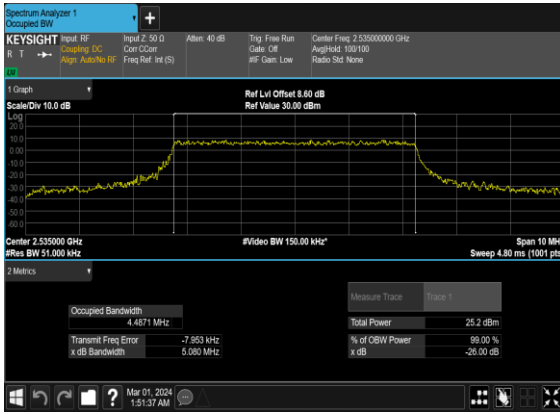 Spectrum Analyzer 1
Occupied BW
+
KEYSIGHT
R T
Input: RF
Coupling: DC
Align: Auto/No RF
Input Z: 50 Ω
Corr CCorr
Freq Ref: Int (S)
Atten: 40 dB
Trig: Free Run
Gate: Off
#IF Gain: Low
Center Freq: 2.535000000 GHz
Avg|Hold: 100/100
Radio Std: None
1 Graph
Scale/Div 10.0 dB
Ref Lvl Offset 8.60 dB
Ref Value 30.00 dBm
Log
20.0
10.0
0.00
-10.0
-20.0
-30.0
-40.0
-50.0
-60.0
Center 2.535000 GHz
#Res BW 51.000 kHz
#Video BW 150.00 kHz*
Span 10 MH
Sweep 4.80 ms (1001 pts
2 Metrics
Measure Trace
Trace 1
Occupied Bandwidth
4.4871 MHz
Total Power
25.2 dBm
Transmit Freq Error
-7.953 kHz
% of OBW Power
99.00 %
x dB Bandwidth
5.080 MHz
x dB
-26.00 dB
?
Mar 01, 2024
1:51:37 AM